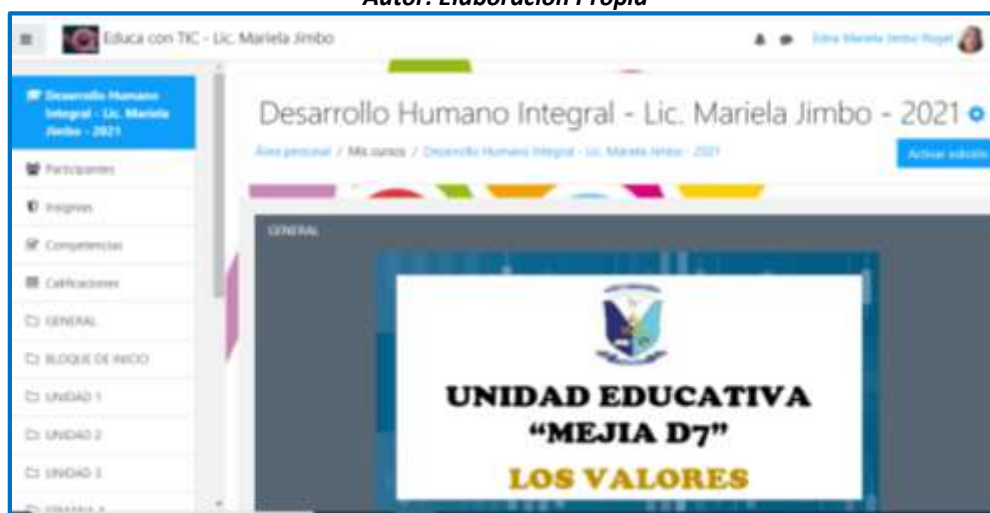 Autor: Elaboración Propia
Educa con TIC - Lic. Mariela Jimbo
Desarrollo Humano
Integral - Lic. Mariela
Jimbo - 2021
Participantes
Insignias
Competencias
Calificaciones
GENERAL
BLOQUE DE INICIO
UNIDAD 1
UNIDAD 2
UNIDAD 3
Desarrollo Humano Integral - Lic. Mariela Jimbo - 2021
Área personal / Mis cursos / Desarrollo Humano Integral - Lic. Mariela Jimbo - 2021
Activar edición
GENERAL
UNIDAD EDUCATIVA
“MEJIA D7”
LOS VALORES